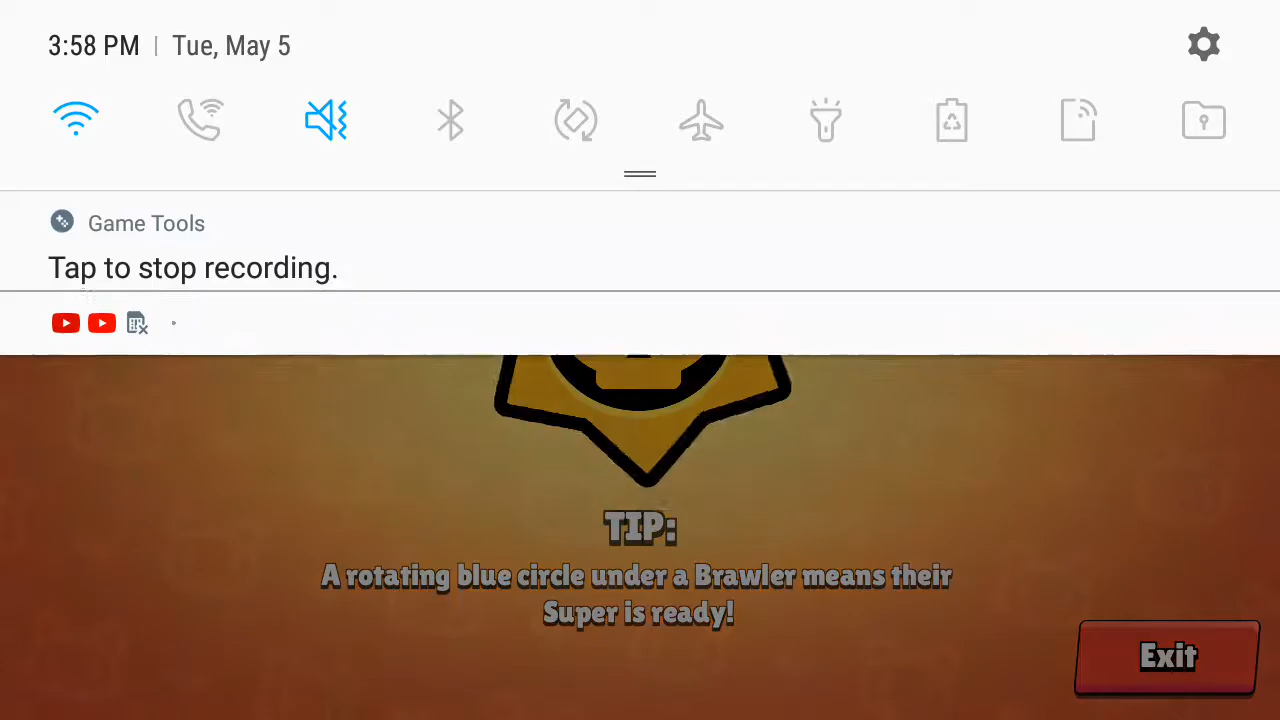 3:58 PM | Tue, May 5
Game Tools
Tap to stop recording.
TIP:
A rotating blue circle under a Brawler means their
Super is ready!
Exit